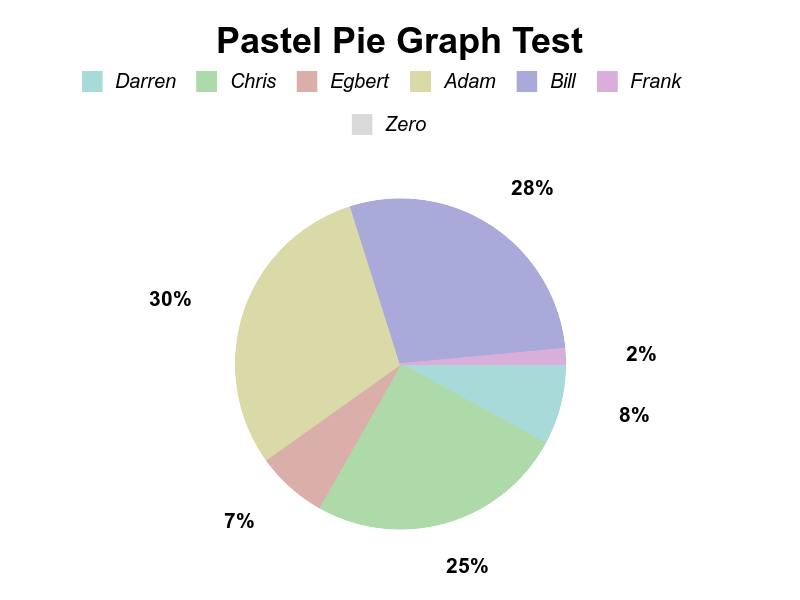 Pastel Pie Graph Test
Darren Chris Egbert Adam Bill Frank
Zero
28%
30%
2%
8%
7%
25%